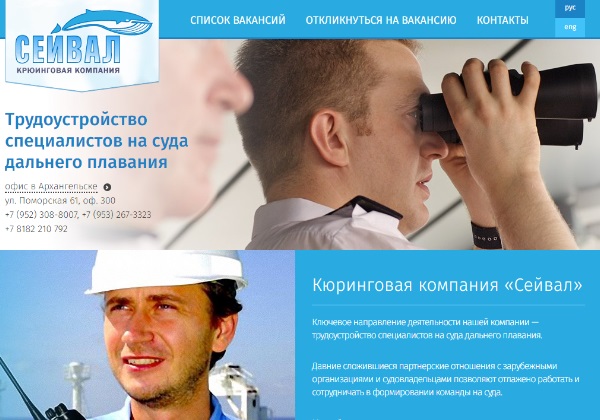 СПИСОК ВАКАНСИЙ
ОТКЛИКНУТЬСЯ НА ВАКАНСИЮ
КОНТАКТЫ
рус
eng
СЕЙВАЛ
КРЮИНГОВАЯ КОМПАНИЯ
Трудоустройство
специалистов на суда
дальнего плавания
офис в Архангельске
ул. Поморская 61, оф. 300
+7 (952) 308-8007, +7 (953) 267-3323
+7 8182 210 792
Кюринговая компания «Сейвал»
Ключевое направление деятельности нашей компании —
трудоустройство специалистов на суда дальнего плавания.
Давние сложившиеся партнерские отношения с зарубежными
организациями и судовладельцами позволяют отлажено работать и
сотрудничать в формировании команды на суда.